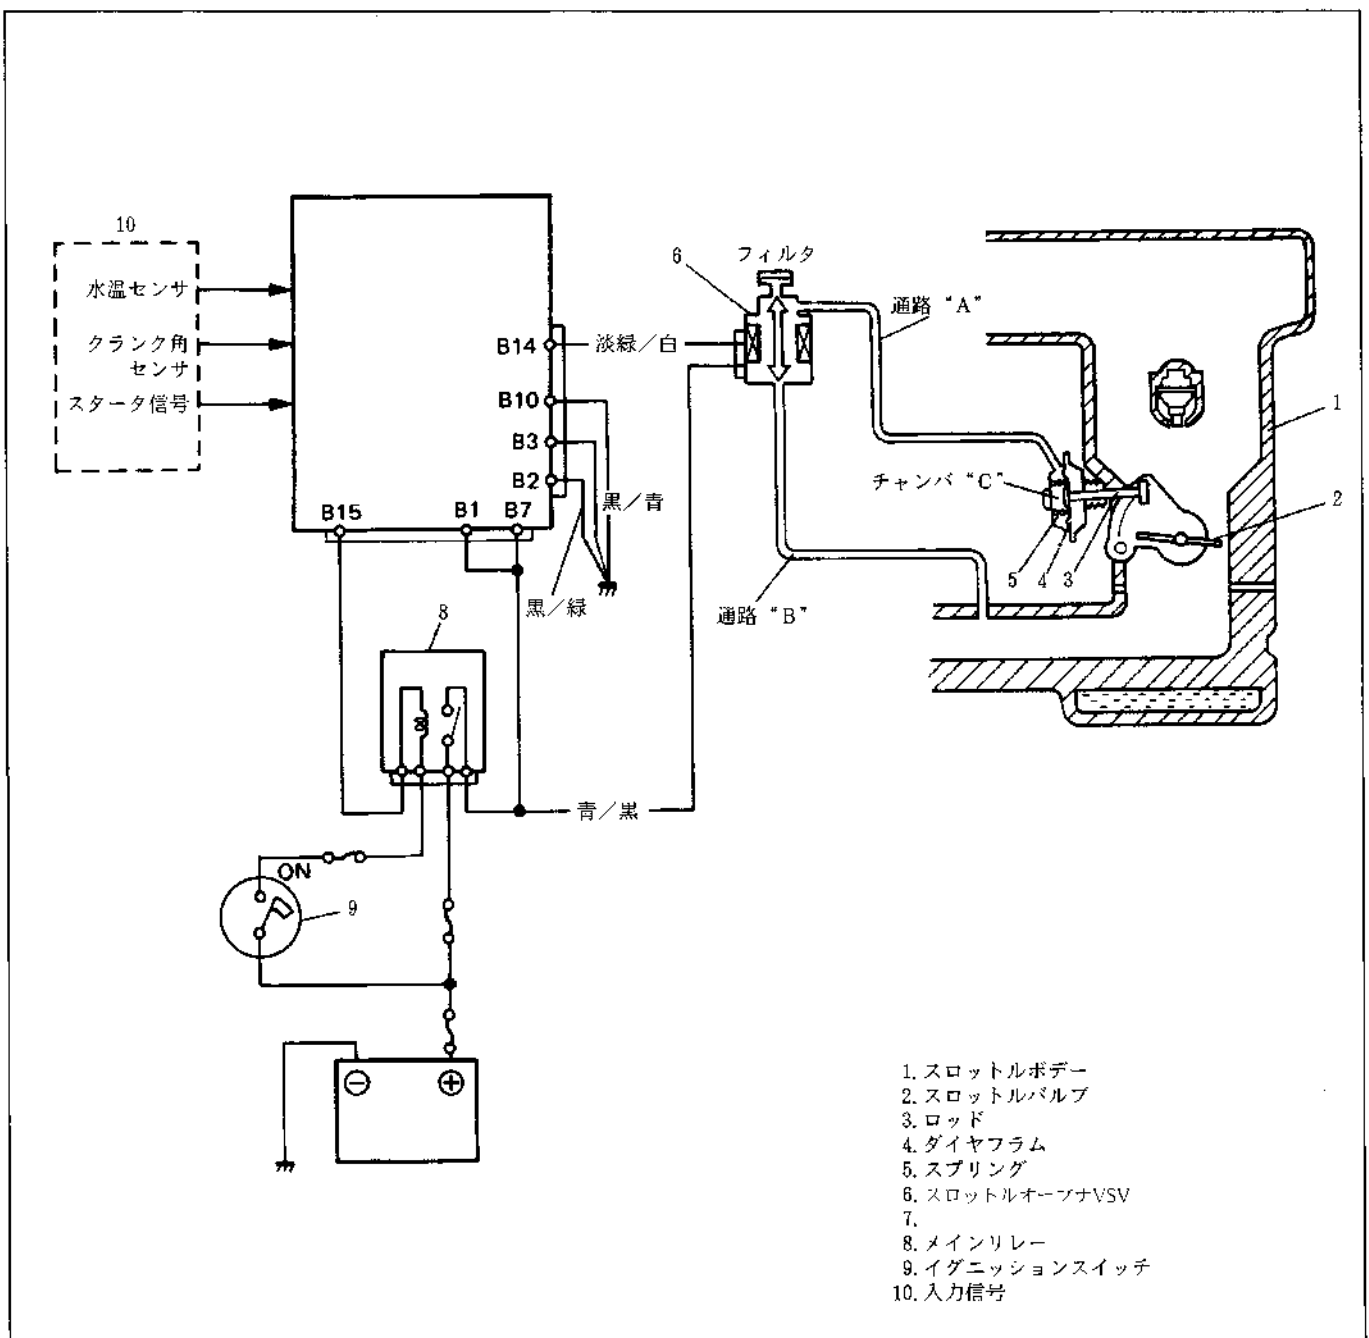 10
水温センサ
クランク角
センサ
スタータ信号
B14
B10
B3
B2
B15
B1
B7
淡緑／白
黒／青
黒／緑
6
フィルタ
通路 “A”
チャンバ “C”
通路 “B”
1
2
5
4
3
8
青／黒
ON
9
⊖
⊕
1. スロットルボデー
2. スロットルバルブ
3. ロッド
4. ダイヤフラム
5. スプリング
6. スロットルオープナVSV
7.
8. メインリレー
9. イグニッションスイッチ
10. 入力信号